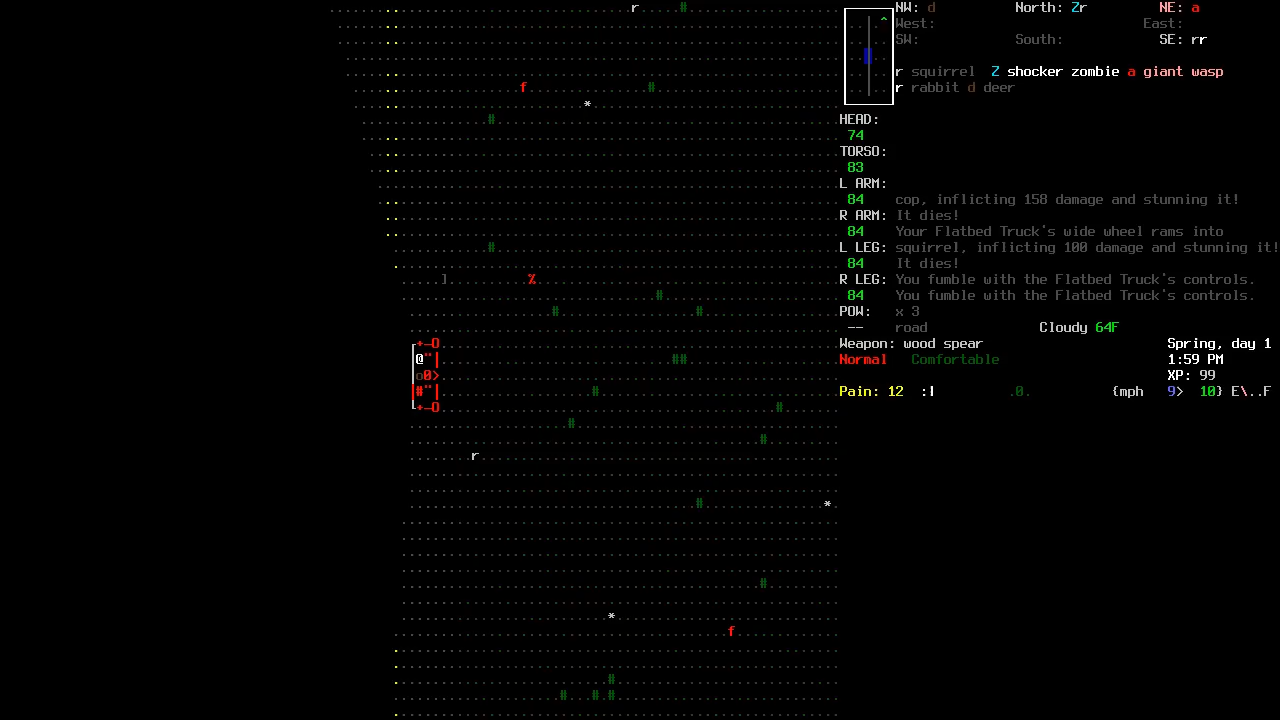 NW: d North: Zr NE: a
West: East:
SW: South: SE: rr
r squirrel Z shocker zombie a giant wasp
r rabbit d deer
HEAD:
74
TORSO:
83
L ARM:
84 cop, inflicting 158 damage and stunning it!
R ARM: It dies!
84 Your Flatbed Truck's wide wheel rams into
L LEG: squirrel, inflicting 100 damage and stunning it!
84 It dies!
R LEG: You fumble with the Flatbed Truck's controls.
84 You fumble with the Flatbed Truck's controls.
POW: x 3
-- road Cloudy 64F
Weapon: wood spear Spring, day 1
Normal Comfortable 1:59 PM
XP: 99
Pain: 12 :| .0. {mph 9> 10} E\..F